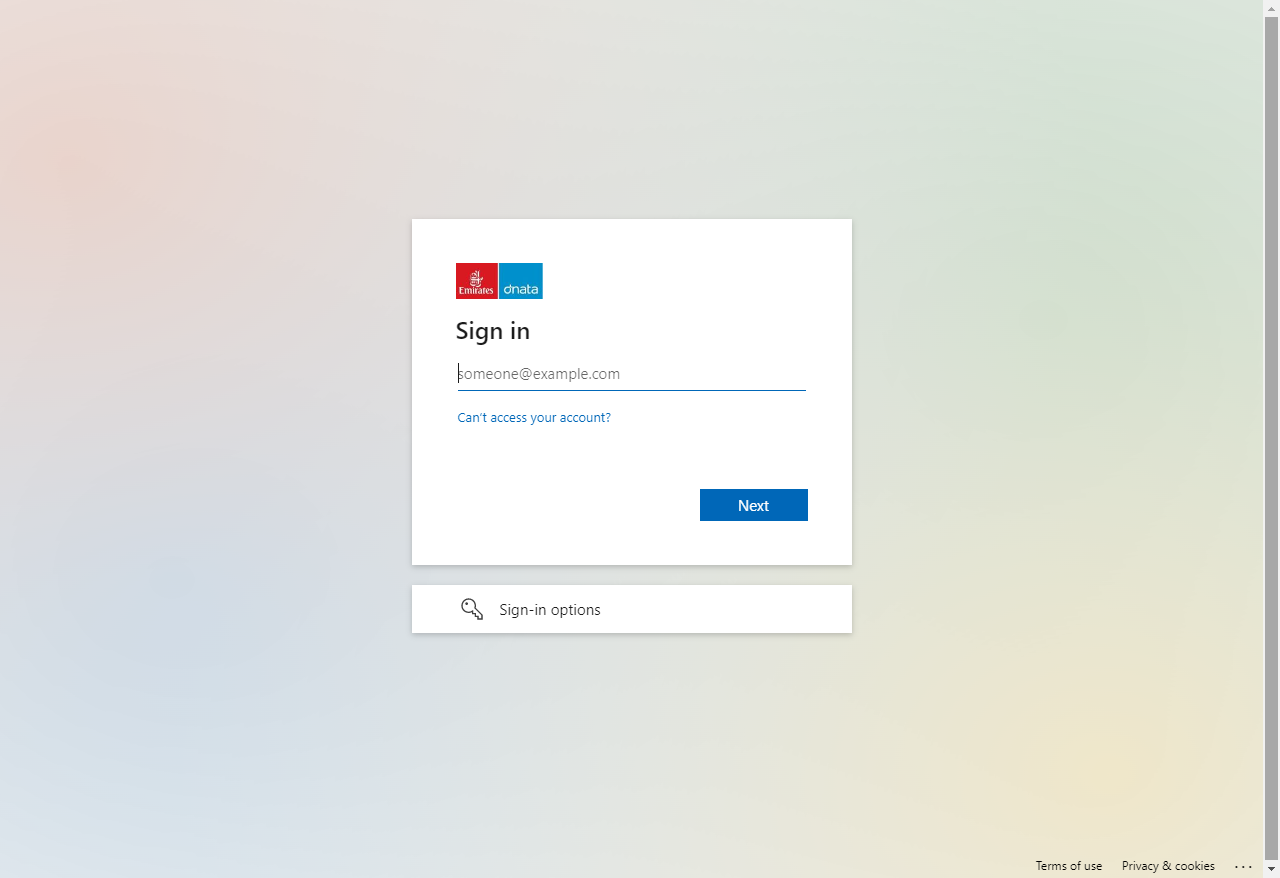 Emirates dnata
Sign in
someone@example.com
Can't access your account?
Next
Sign-in options
Terms of use Privacy & cookies ...